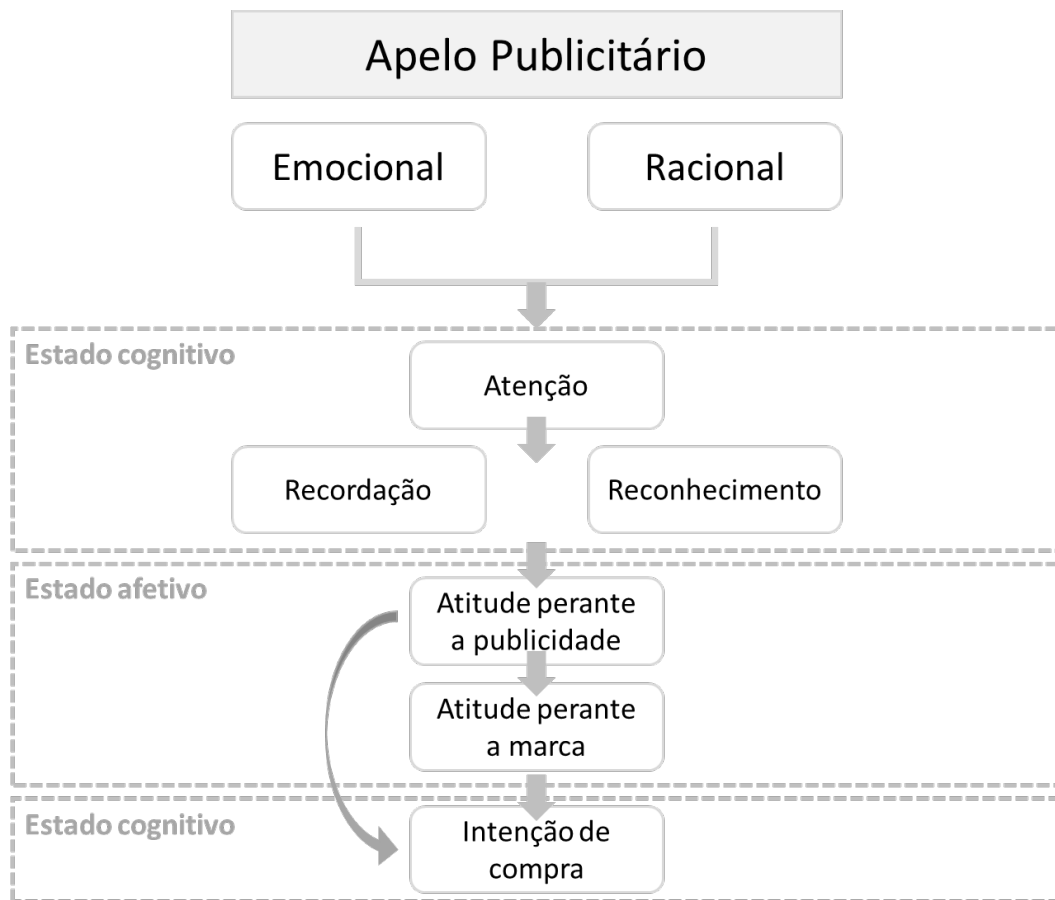 Apelo Publicitário
Emocional
Racional
Estado cognitivo
Atenção
Recordação
Reconhecimento
Estado afetivo
Atitude perante
a publicidade
Atitude perante
a marca
Estado cognitivo
Intenção de
compra